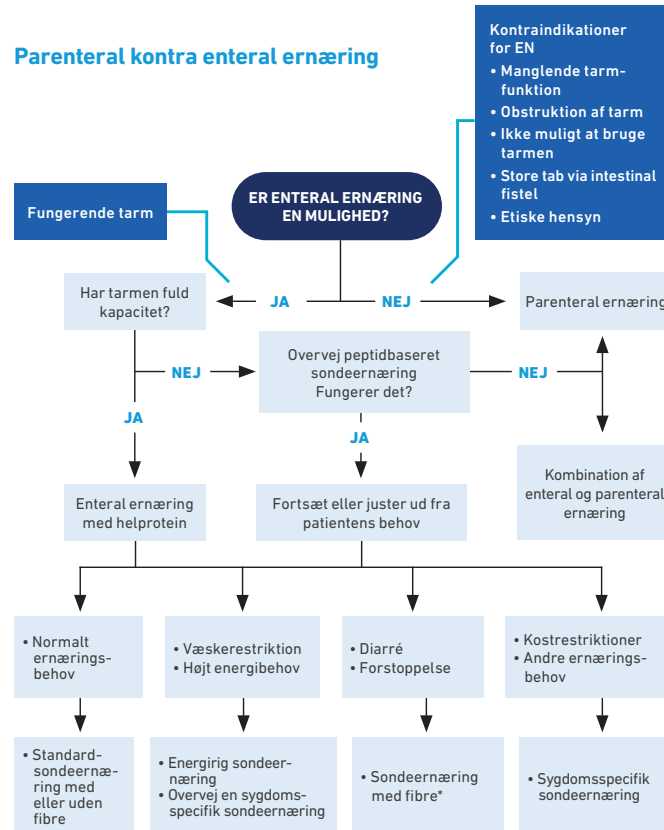 Parenteral kontra enteral ernæring
Kontraindikationer
for EN
• Manglende tarm-
funktion
• Obstruktion af tarm
• Ikke muligt at bruge
tarmen
• Store tab via intestinal
fistel
• Etiske hensyn
Fungerende tarm
ER ENTERAL ERNÆRING
EN MULIGHED?
Har tarmen fuld
kapacitet?
JA
NEJ
Parenteral ernæring
NEJ
Overvej peptidbaseret
sondeernæring
Fungerer det?
NEJ
JA
JA
Enteral ernæring
med helprotein
Fortsæt eller juster ud fra
patientens behov
Kombination af
enteral og parenteral
ernæring
• Normalt
ernærings-
behov
• Væskerestriktion
• Højt energibehov
• Diarré
• Forstoppelse
• Kostrestriktioner
• Andre ernærings-
behov
• Standard-
sondeernæ-
ring med
eller uden
fibre
• Energirig sondeer-
næring
• Overvej en sygdoms-
specifik sondeernæring
• Sondeernæring
med fibre*
• Sygdomsspecifik
sondeernæring